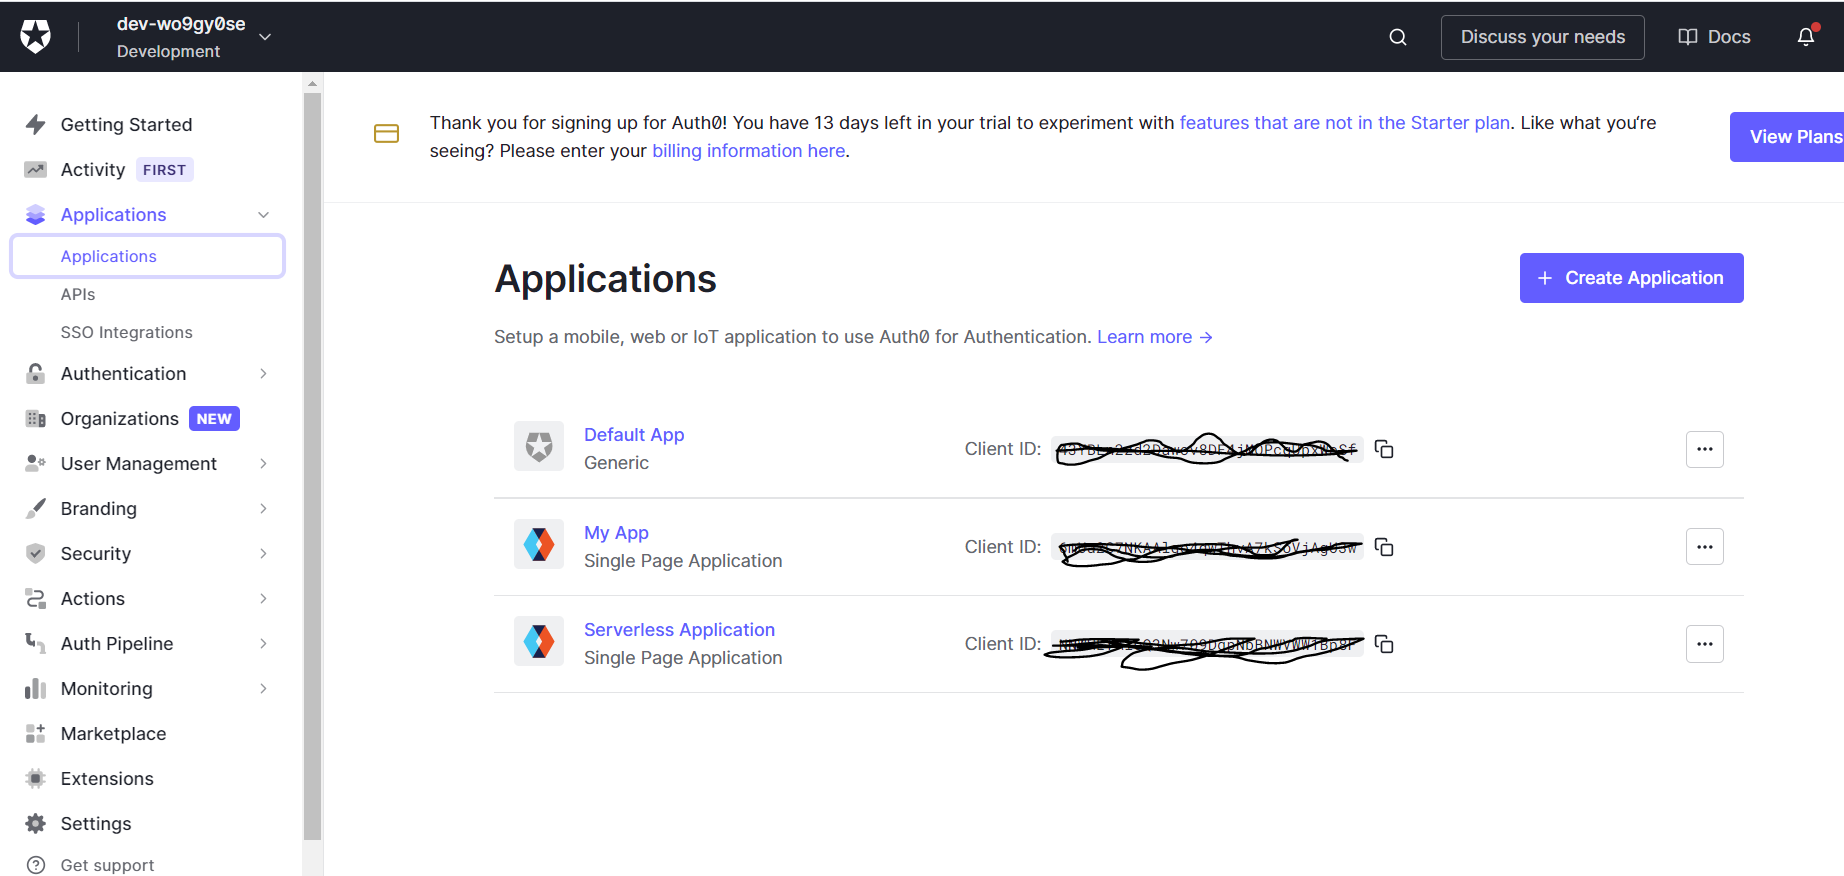 dev-wo9gy0se
Development
Discuss your needs
Docs
Getting Started
Activity FIRST
Applications
Applications
APIs
SSO Integrations
Authentication
Organizations NEW
User Management
Branding
Security
Actions
Auth Pipeline
Monitoring
Marketplace
Extensions
Settings
Get support
Thank you for signing up for Auth0! You have 13 days left in your trial to experiment with features that are not in the Starter plan. Like what you're
seeing? Please enter your billing information here.
View Plans
Applications
+ Create Application
Setup a mobile, web or IoT application to use Auth0 for Authentication. Learn more →
Default App
Generic
Client ID:
My App
Single Page Application
Client ID:
Serverless Application
Single Page Application
Client ID: